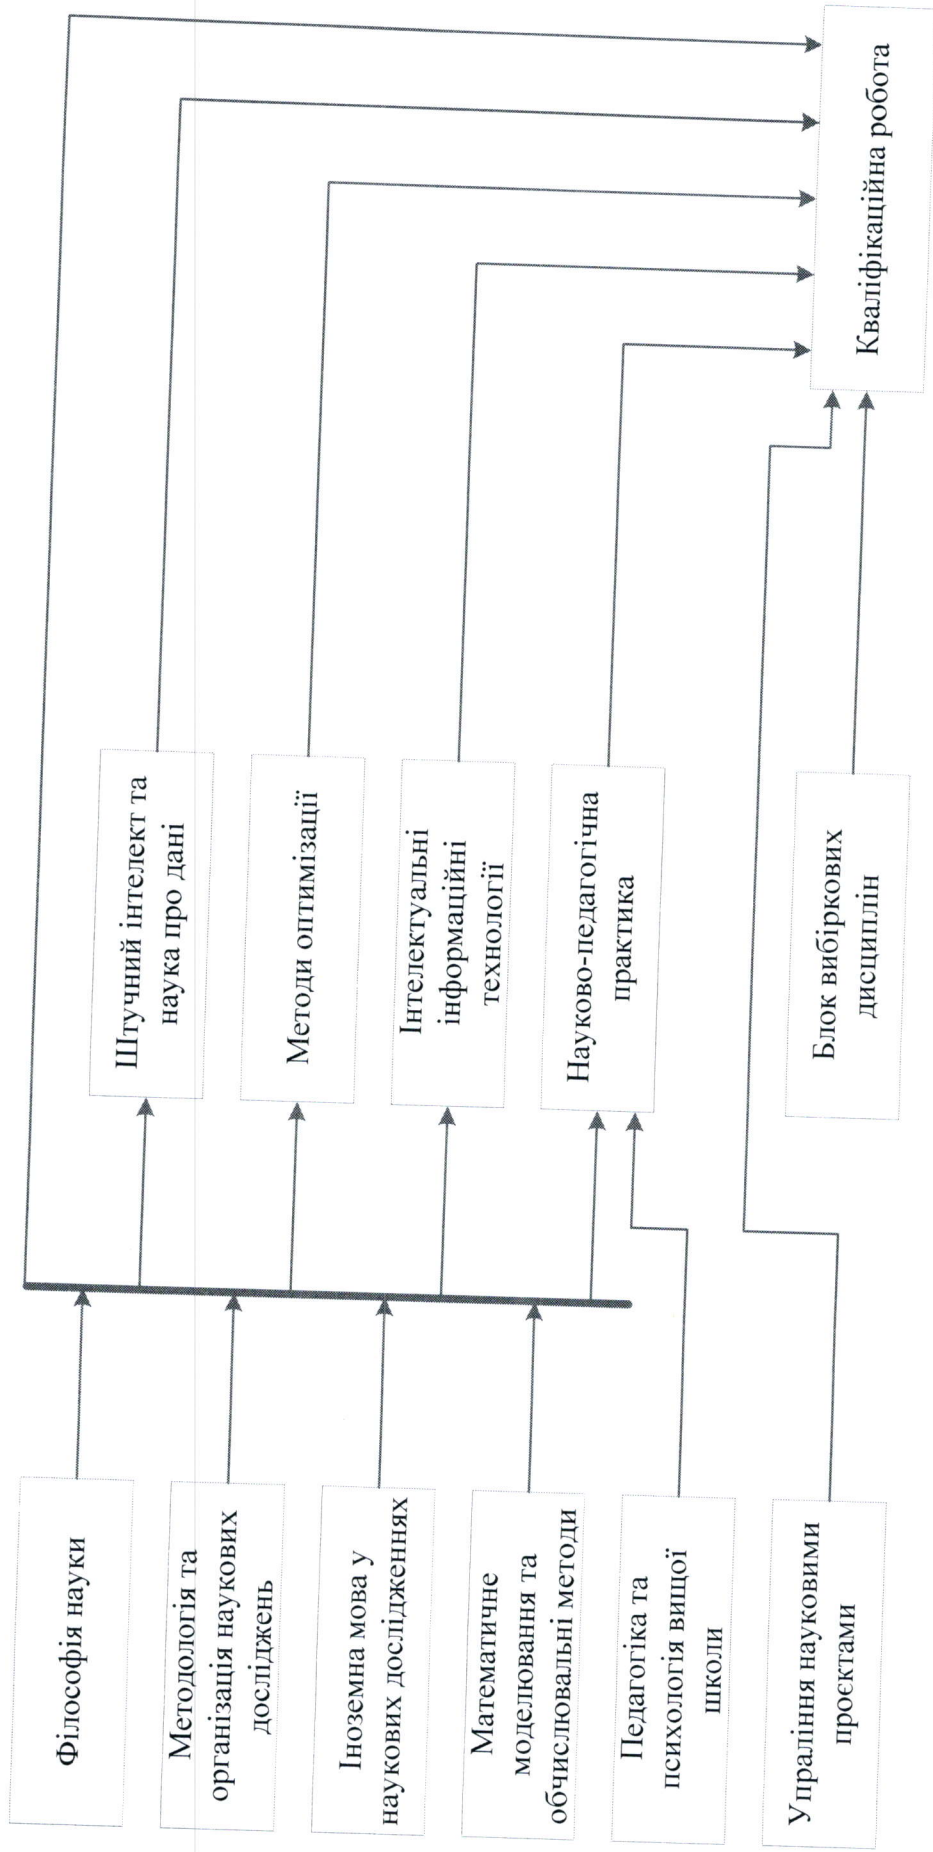 Філософія науки
Методологія та
організація наукових
досліджень
Іноземна мова у
наукових дослідженнях
Математичне
моделювання та
обчислювальні методи
Педагогіка та
психологія вищої
школи
Упраління науковими
проєктами
Штучний інтелект та
наука про дані
Методи оптимізації
Інтелектуальні
інформаційні
технології
Науково-педагогічна
практика
Блок вибіркових
дисциплін
Кваліфікаційна робота